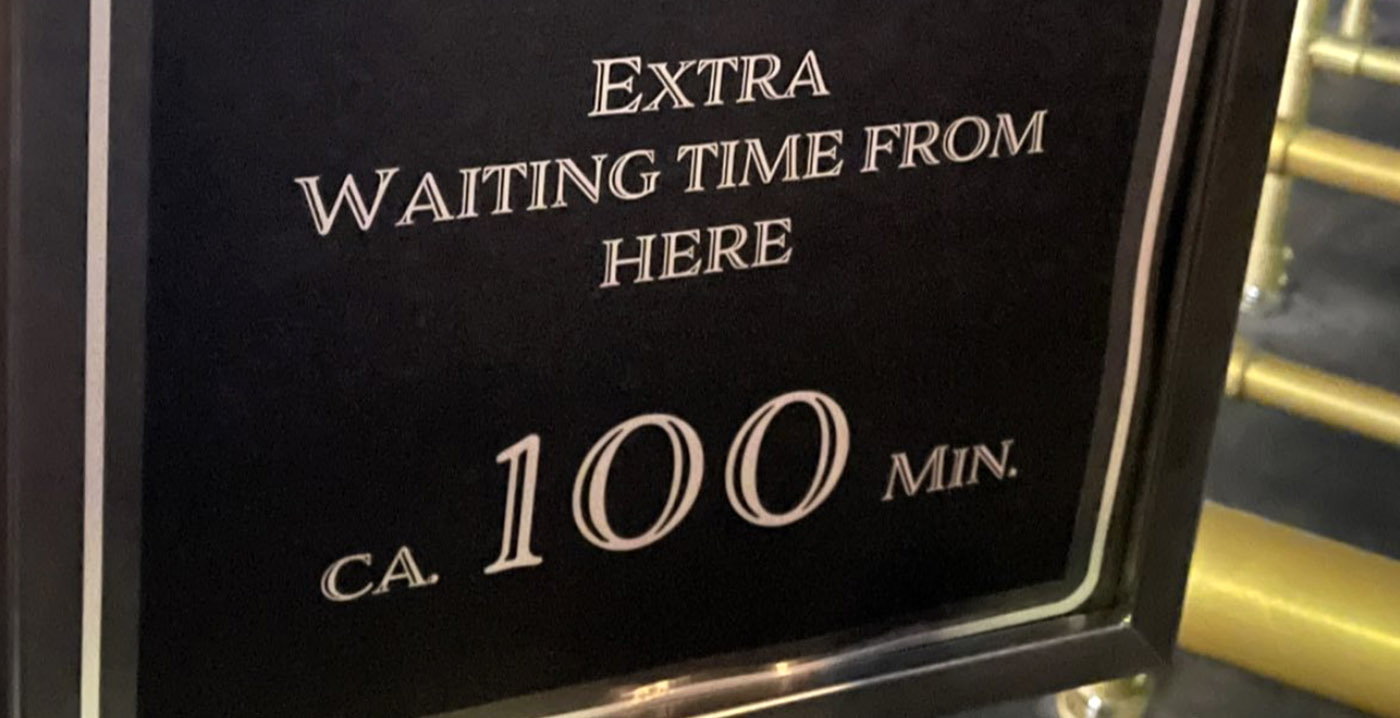 EXTRA
WAITING TIME FROM
HERE
CA. 100 MIN.